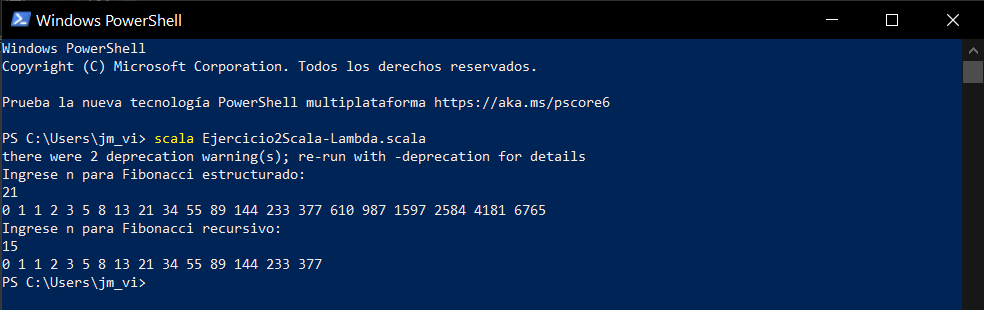 Windows PowerShell
Windows PowerShell
Copyright (C) Microsoft Corporation. Todos los derechos reservados.
Prueba la nueva tecnología PowerShell multiplataforma https://aka.ms/pscore6
PS C:\Users\jm_vi> scala Ejercicio2Scala-Lambda.scala
there were 2 deprecation warning(s); re-run with -deprecation for details
Ingrese n para Fibonacci estructurado:
21
0 1 1 2 3 5 8 13 21 34 55 89 144 233 377 610 987 1597 2584 4181 6765
Ingrese n para Fibonacci recursivo:
15
0 1 1 2 3 5 8 13 21 34 55 89 144 233 377
PS C:\Users\jm_vi>